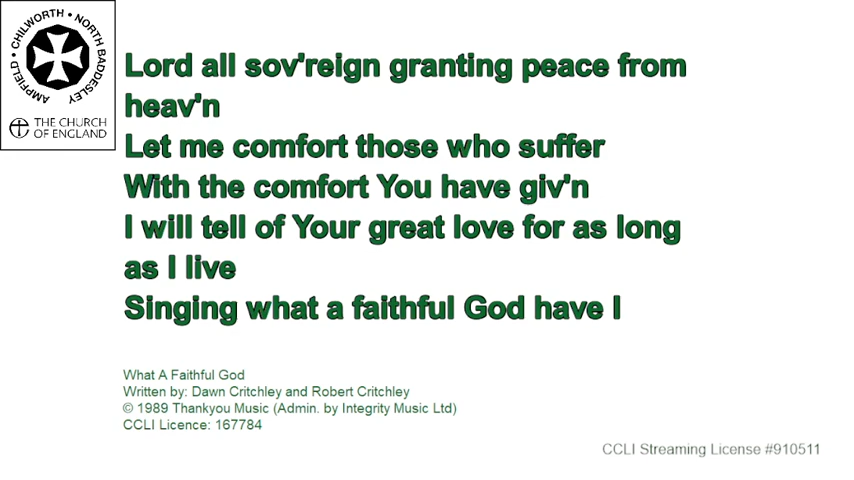 AMPFIELD • CHILWORTH • NORTH BADDESLEY
THE CHURCH
OF ENGLAND
Lord all sov'reign granting peace from
heav'n
Let me comfort those who suffer
With the comfort You have giv'n
I will tell of Your great love for as long
as I live
Singing what a faithful God have I
What A Faithful God
Written by: Dawn Critchley and Robert Critchley
© 1989 Thankyou Music (Admin. by Integrity Music Ltd)
CCLI Licence: 167784
CCLI Streaming License #910511